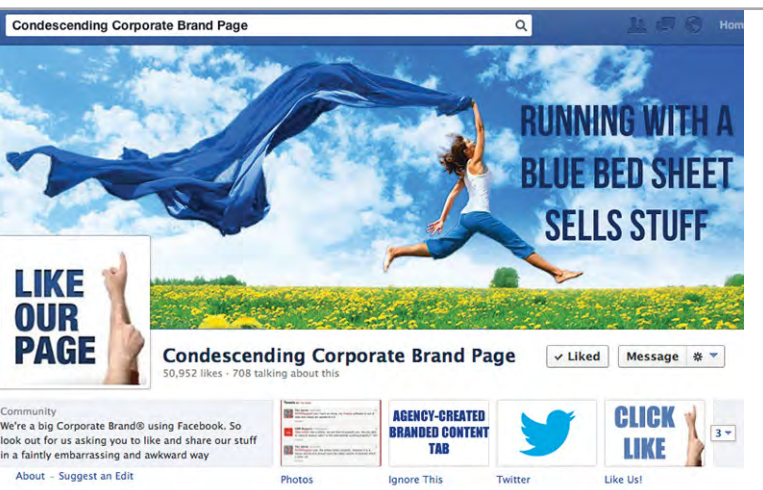 Condescending Corporate Brand Page
Hom
RUNNING WITH A
BLUE BED SHEET
SELLS STUFF
LIKE
OUR
PAGE
Condescending Corporate Brand Page
✓ Liked
Message
50,952 likes · 708 talking about this
Community
We're a big Corporate Brand® using Facebook. So
look out for us asking you to like and share our stuff
in a faintly embarrassing and awkward way
About - Suggest an Edit
AGENCY-CREATED
BRANDED CONTENT
TAB
CLICK
LIKE
3
Photos
Ignore This
Twitter
Like Us!